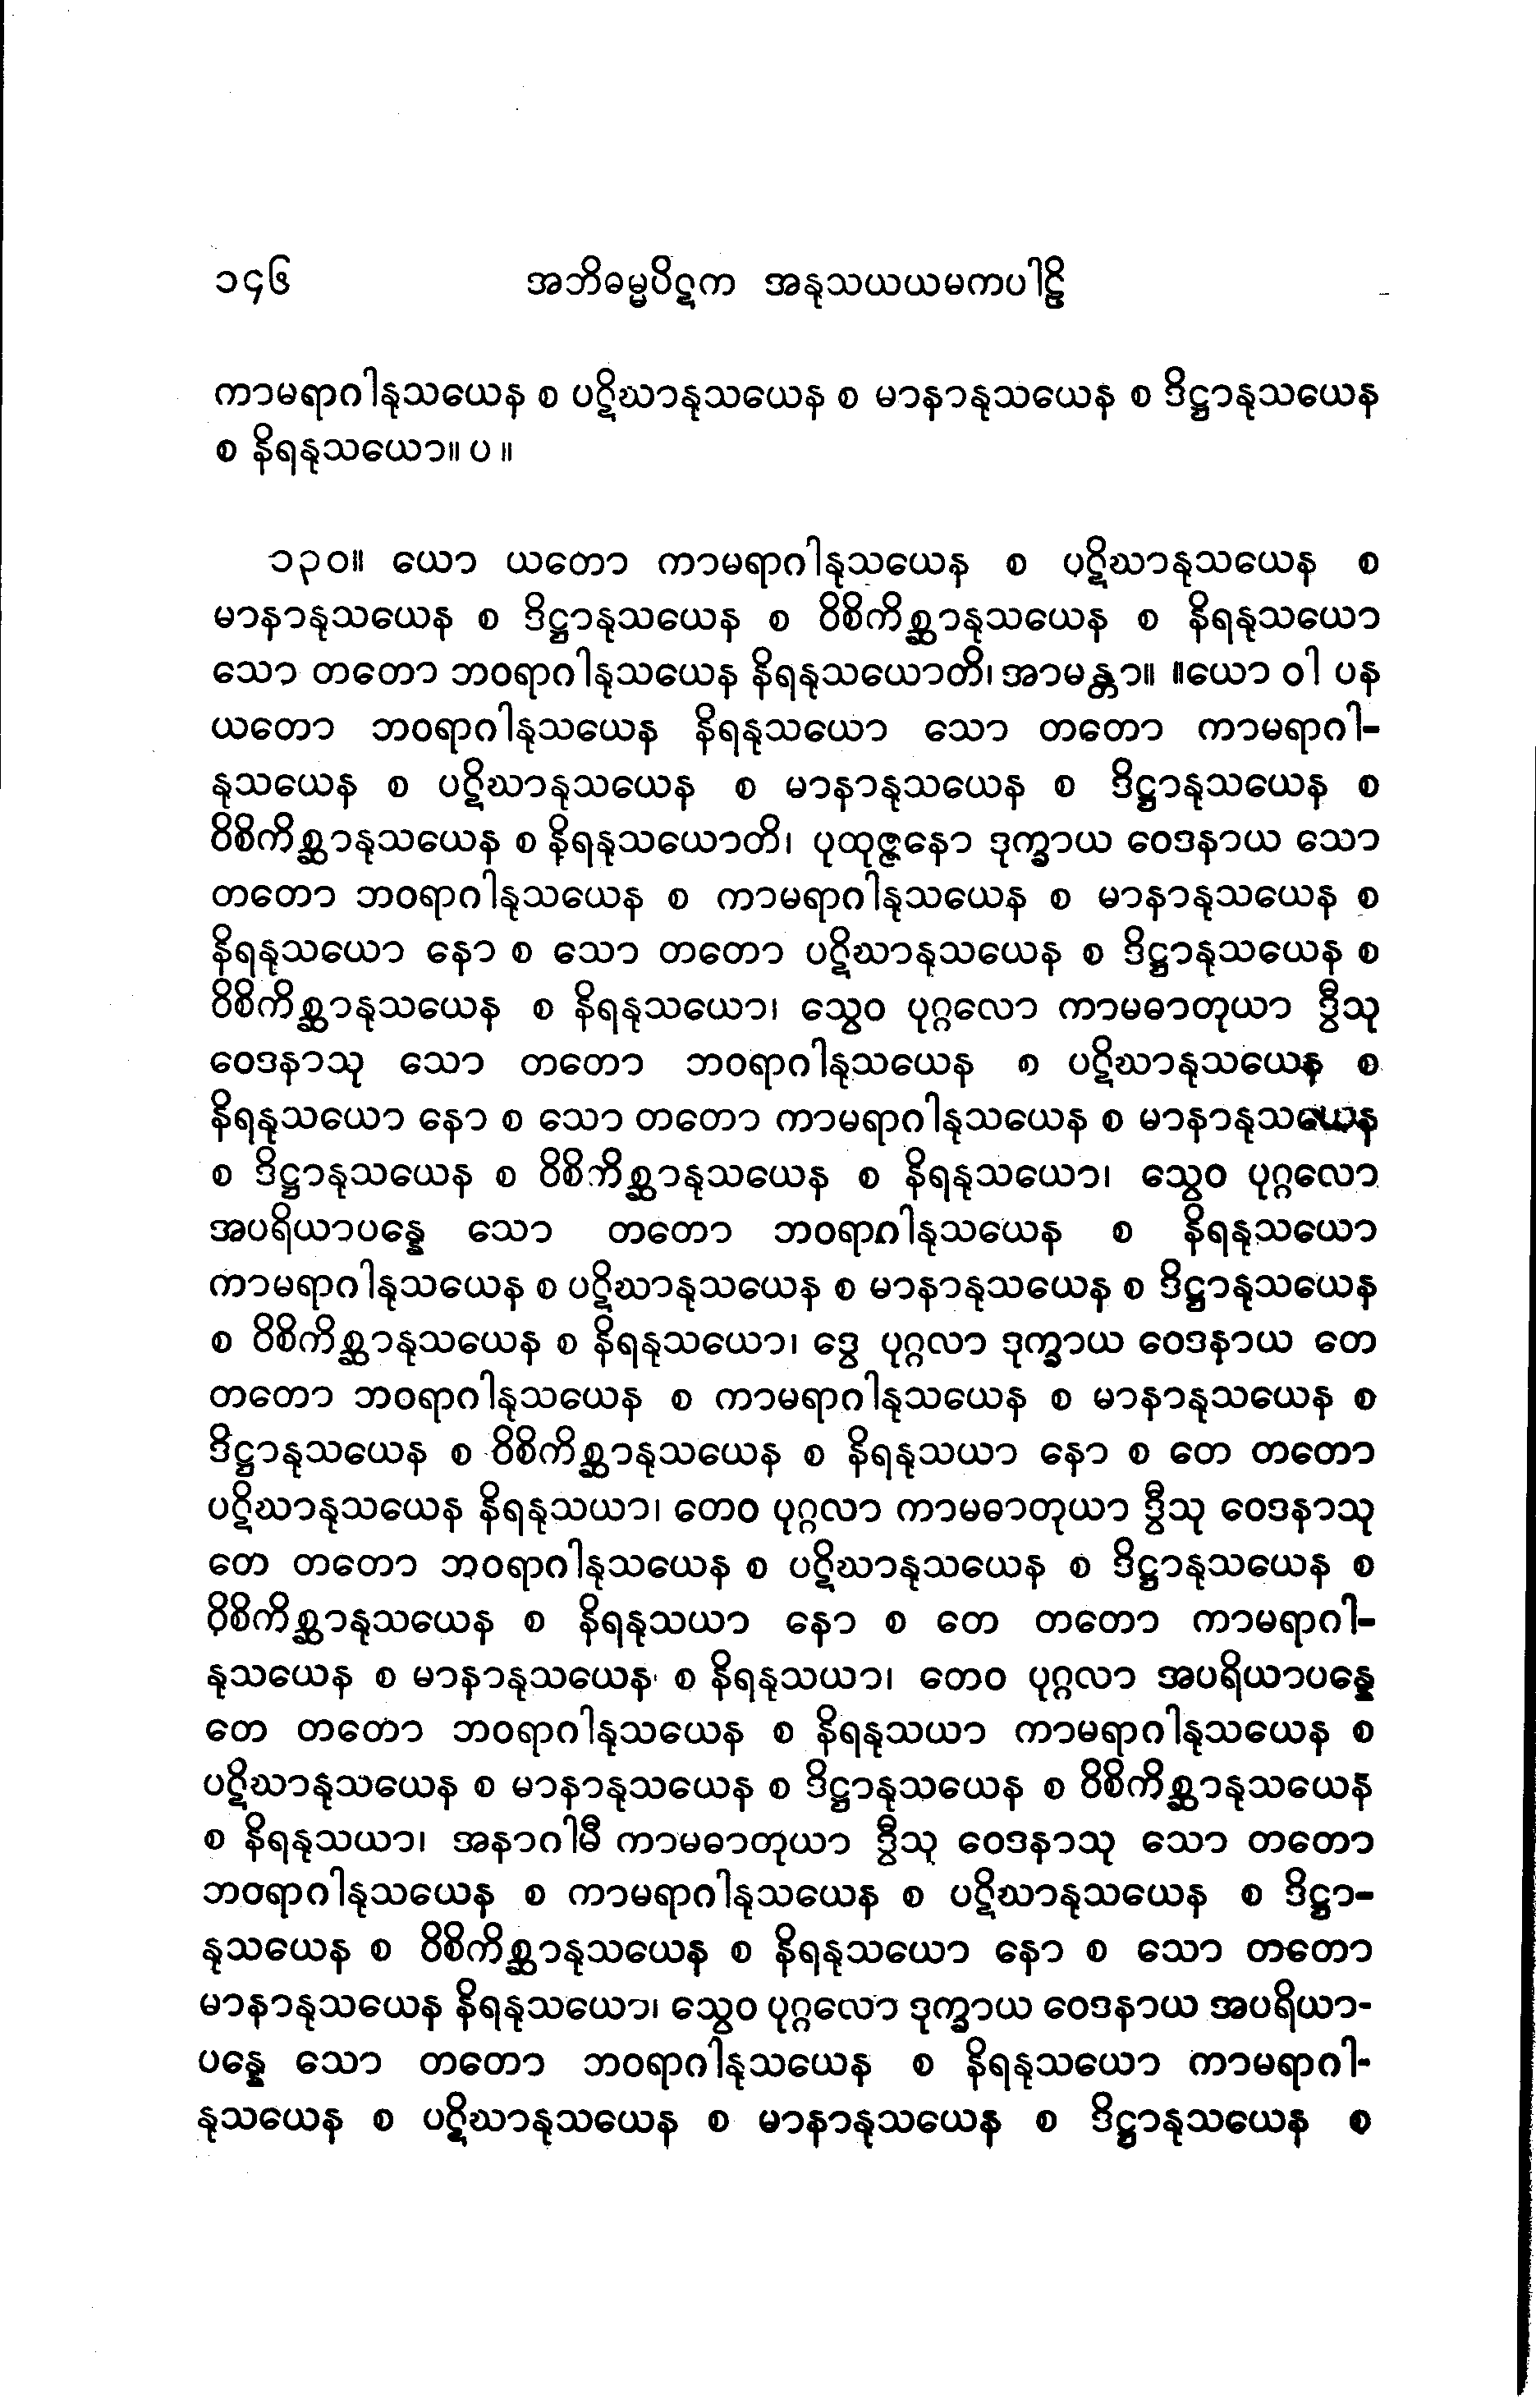 ၁၄၆ အဘိဓမ္မပိဋက အနုသယယမကပါဠိ
ကာမရာဂါနုသယေန စ ပဋိဃာနုသယေန စ မာနာနုသယေန စ ဒိဋ္ဌာနုသယေန
စ နိရနုသယော။ ပ ။
၁၃၀။ ယော ယတော ကာမရာဂါနုသယေန စ ပဋိဃာနုသယေန စ
မာနာနုသယေန စ ဒိဋ္ဌာနုသယေန စ ဝိစိကိစ္ဆာနုသယေန စ နိရနုသယော
သော တတော ဘဝရာဂါနုသယေန နိရနုသယောတိ၊ အာမန္တာ။ ။ယော ဝါ ပန
ယတော ဘဝရာဂါနုသယေန နိရနုသယော သော တတော ကာမရာဂါ-
နုသယေန စ ပဋိဃာနုသယေန စ မာနာနုသယေန စ ဒိဋ္ဌာနုသယေန စ
ဝိစိကိစ္ဆာနုသယေန စ နိရနုသယောတိ၊ ပုထုဇ္ဇနော ဒုက္ခာယ ဝေဒနာယ သော
တတော ဘဝရာဂါနုသယေန စ ကာမရာဂါနုသယေန စ မာနာနုသယေန စ
နိရနုသယော နော စ သော တတော ပဋိဃာနုသယေန စ ဒိဋ္ဌာနုသယေန စ
ဝိစိကိစ္ဆာနုသယေန စ နိရနုသယော၊ သွေဝ ပုဂ္ဂလော ကာမဓာတုယာ ဒွီသု
ဝေဒနာသု သော တတော ဘဝရာဂါနုသယေန စ ပဋိဃာနုသယေန စ
နိရနုသယော နော စ သော တတော ကာမရာဂါနုသယေန စ မာနာနုသယေန
စ ဒိဋ္ဌာနုသယေန စ ဝိစိကိစ္ဆာနုသယေန စ နိရနုသယော၊ သွေဝ ပုဂ္ဂလော
အပရိယာပန္နေ သော တတော ဘဝရာဂါနုသယေန စ နိရနုသယော
ကာမရာဂါနုသယေန စ ပဋိဃာနုသယေန စ မာနာနုသယေန စ ဒိဋ္ဌာနုသယေန
စ ဝိစိကိစ္ဆာနုသယေန စ နိရနုသယော၊ ဒွေ ပုဂ္ဂလာ ဒုက္ခာယ ဝေဒနာယ တေ
တတော ဘဝရာဂါနုသယေန စ ကာမရာဂါနုသယေန စ မာနာနုသယေန စ
ဒိဋ္ဌာနုသယေန စ ဝိစိကိစ္ဆာနုသယေန စ နိရနုသယာ နော စ တေ တတော
ပဋိဃာနုသယေန နိရနုသယာ၊ တေဝ ပုဂ္ဂလာ ကာမဓာတုယာ ဒွီသု ဝေဒနာသု
တေ တတော ဘဝရာဂါနုသယေန စ ပဋိဃာနုသယေန စ ဒိဋ္ဌာနုသယေန စ
ဝိစိကိစ္ဆာနုသယေန စ နိရနုသယာ နော စ တေ တတော ကာမရာဂါ-
နုသယေန စ မာနာနုသယေန စ နိရနုသယာ၊ တေဝ ပုဂ္ဂလာ အပရိယာပန္နေ
တေ တတော ဘဝရာဂါနုသယေန စ နိရနုသယာ ကာမရာဂါနုသယေန စ
ပဋိဃာနုသယေန စ မာနာနုသယေန စ ဒိဋ္ဌာနုသယေန စ ဝိစိကိစ္ဆာနုသယေန
စ နိရနုသယာ၊ အနာဂါမီ ကာမဓာတုယာ ဒွီသု ဝေဒနာသု သော တတော
ဘဝရာဂါနုသယေန စ ကာမရာဂါနုသယေန စ ပဋိဃာနုသယေန စ ဒိဋ္ဌာ-
နုသယေန စ ဝိစိကိစ္ဆာနုသယေန စ နိရနုသယော နော စ သော တတော
မာနာနုသယေန နိရနုသယော၊ သွေဝ ပုဂ္ဂလော ဒုက္ခာယ ဝေဒနာယ အပရိယာ-
ပန္နေ သော တတော ဘဝရာဂါနုသယေန စ နိရနုသယော ကာမရာဂါ-
နုသယေန စ ပဋိဃာနုသယေန စ မာနာနုသယေန စ ဒိဋ္ဌာနုသယေန စ